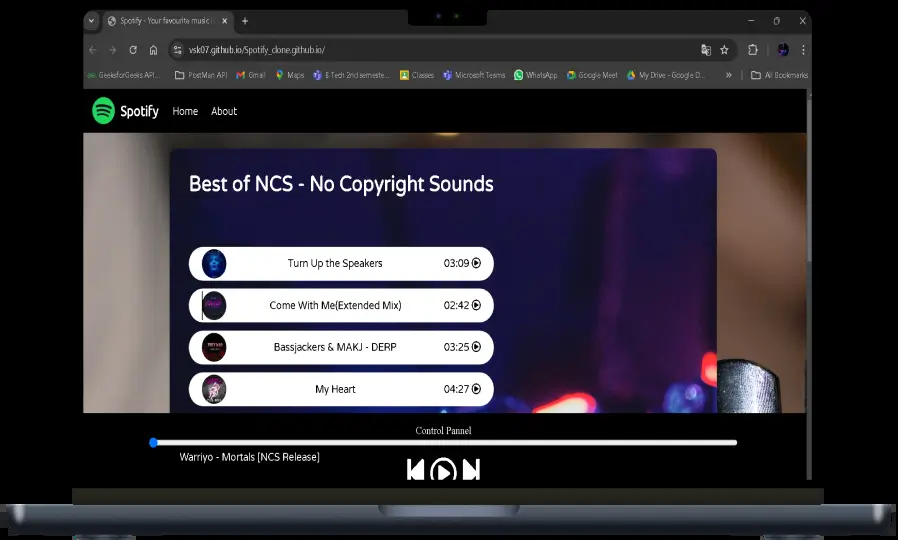 Spotify - Your favourite music i
vsk07.github.io/Spotify_clone.github.io/
GeeksforGeeks API...
PostMan API
Gmail
Maps
B.Tech 2nd semeste...
Classes
Microsoft Teams
WhatsApp
Google Meet
My Drive - Google D...
»
All Bookmarks
Spotify
Home
About
Best of NCS - No Copyright Sounds
Turn Up the Speakers 03:09
Come With Me(Extended Mix) 02:42
Bassjackers & MAKJ - DERP 03:25
My Heart 04:27
Control Pannel
Warriyo - Mortals [NCS Release]